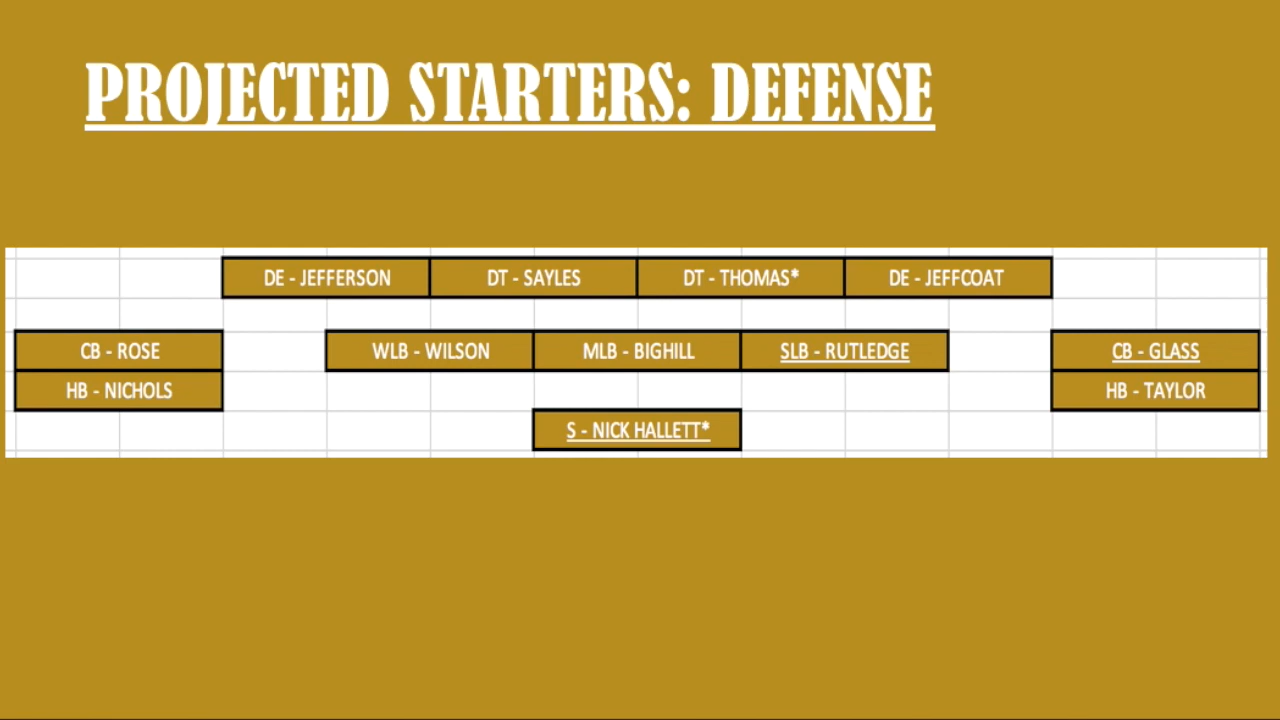 PROJECTED STARTERS: DEFENSE
DE - JEFFERSON DT - SAYLES DT - THOMAS* DE - JEFFCOAT
CB - ROSE WLB - WILSON MLB - BIGHILL SLB - RUTLEDGE CB - GLASS
HB - NICHOLS HB - TAYLOR
S - NICK HALLETT*